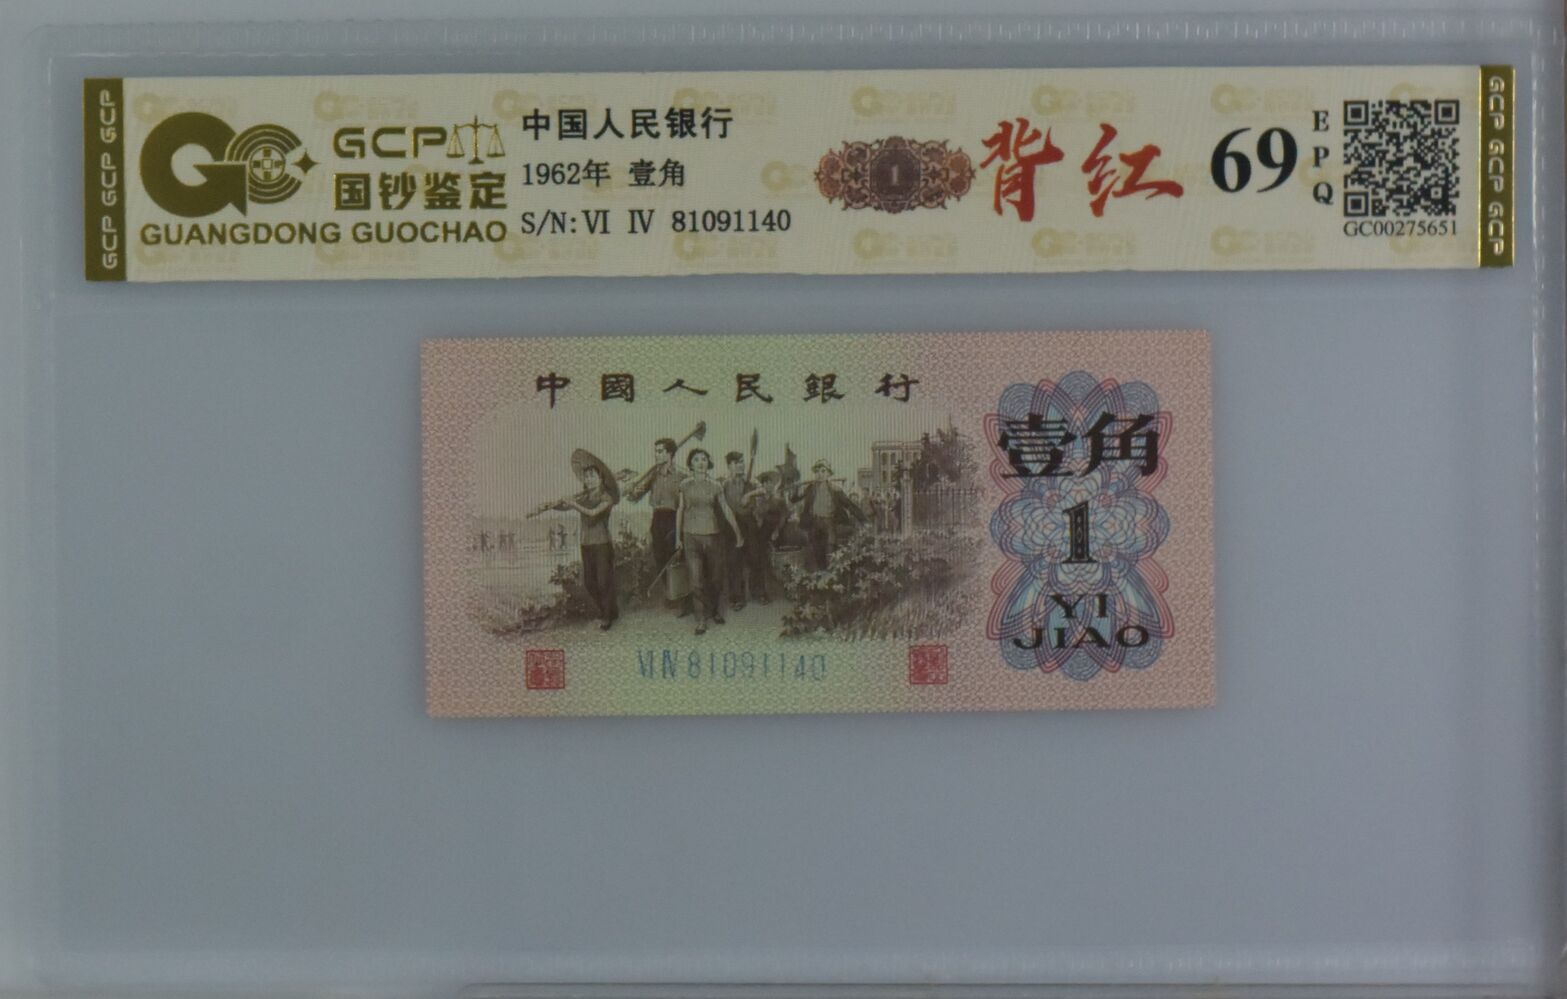 GCP GCP GCP
GCP
国钞鉴定
GUANGDONG GUOCHAO
中国人民银行
1962年 壹角
S/N: VI IV 81091140
1
背红
69
EPQ
GC00275651
GCP GCP GCP
中國人民銀行
壹角
1
YI
JIAO
VI IV 81091140